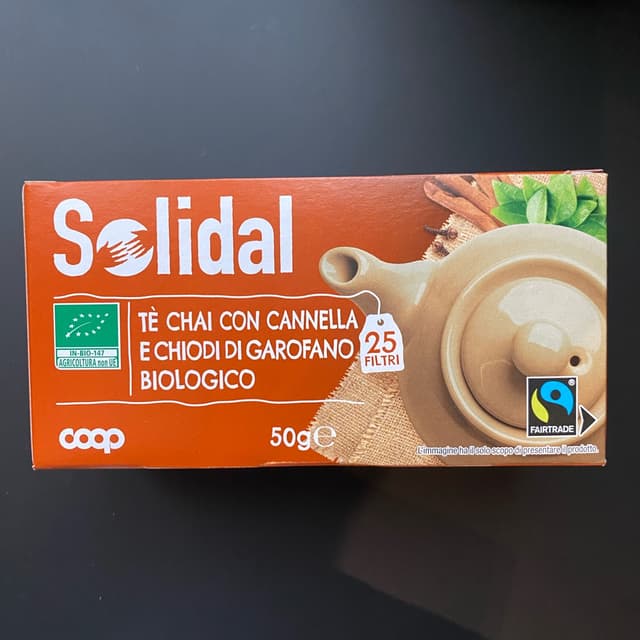 Solidal
TÈ CHAI CON CANNELLA
E CHIODI DI GAROFANO
BIOLOGICO
25
FILTRI
IN-BIO-147
AGRICOLTURA non UE
coop
50g℮
FAIRTRADE
L'immagine ha il solo scopo di presentare il prodotto.